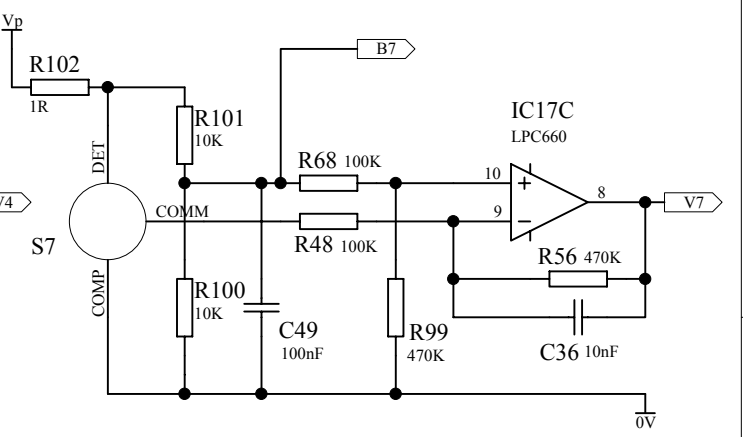 Vp
B7
R102
1R
R101
10K
IC17C
LPC660
DET
R68 100K
10
8
V7
V4
COMM
9
S7
R48 100K
R56 470K
COMP
R100
10K
C49
100nF
R99
470K
C36 10nF
0V